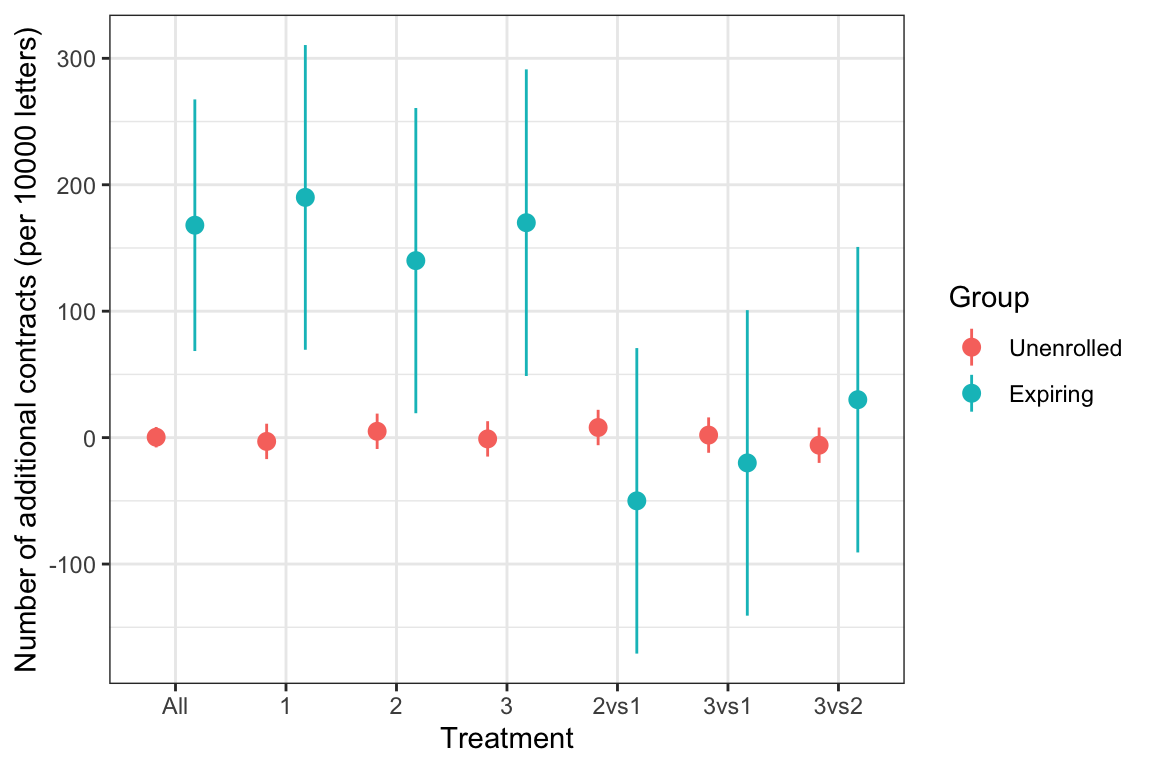 Number of additional contracts (per 10000 letters)
300
200
100
0
-100
All 1 2 3 2vs1 3vs1 3vs2
Treatment
Group
Unenrolled
Expiring